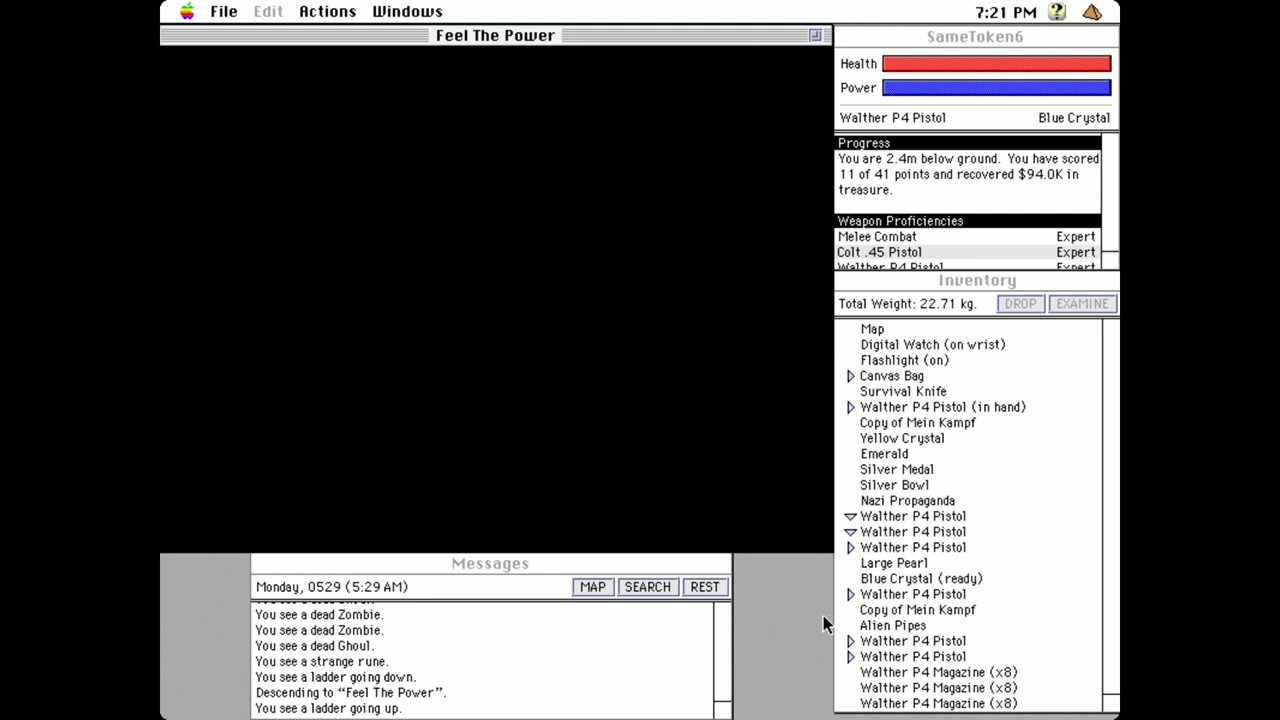 File Edit Actions Windows 7:21 PM
Feel The Power
SameToken6
Health
Power
Walther P4 Pistol Blue Crystal
Progress
You are 2.4m below ground. You have scored
11 of 41 points and recovered $94.0K in
treasure.
Weapon Proficiencies
Melee Combat Expert
Colt .45 Pistol Expert
Walther P4 Pistol Expert
Inventory
Total Weight: 22.71 kg. DROP EXAMINE
Map
Digital Watch (on wrist)
Flashlight (on)
Canvas Bag
Survival Knife
Walther P4 Pistol (in hand)
Copy of Mein Kampf
Yellow Crystal
Emerald
Silver Medal
Silver Bowl
Nazi Propaganda
Walther P4 Pistol
Walther P4 Pistol
Walther P4 Pistol
Large Pearl
Blue Crystal (ready)
Walther P4 Pistol
Copy of Mein Kampf
Alien Pipes
Walther P4 Pistol
Walther P4 Pistol
Walther P4 Magazine (x8)
Walther P4 Magazine (x8)
Walther P4 Magazine (x8)
Messages
Monday, 0529 (5:29 AM) MAP SEARCH REST
You see a dead Zombie.
You see a dead Zombie.
You see a dead Ghoul.
You see a strange rune.
You see a ladder going down.
Descending to “Feel The Power”.
You see a ladder going up.